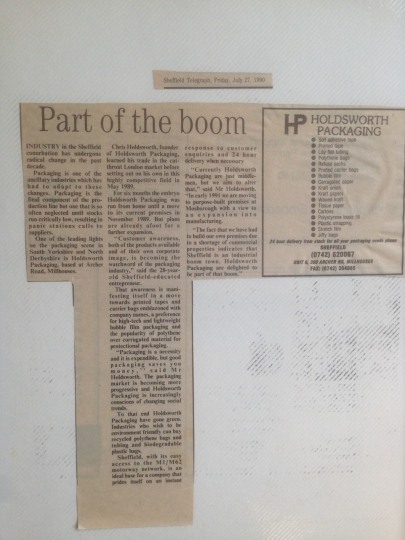 Sheffield Telegraph, Friday, July 27, 1990
Part of the boom
INDUSTRY in the Sheffield
conurbation has undergone
radical change in the past
decade.
Packaging is one of the
ancillary industries which has
had to adapt to these
changes. Packaging is the
final component of the pro-
duction line but one that is so
often neglected until stocks
run critically low, resulting in
panic stations calls to
suppliers.
One of the leading lights
on the packaging scene in
South Yorkshire and North
Derbyshire is Holdsworth
Packaging, based at Archer
Road, Millhouses.
Chris Holdsworth, founder
of Holdsworth Packaging,
learned his trade in the cut-
throat London market before
setting out on his own in this
highly competitive field in
May 1989.
For six months the embryo
Holdsworth Packaging was
run from home until a move
to its current premises in
November 1989. But plans
are already afoot for a
further expansion.
"Customer awareness,
both of the products available
and of their own company
image, is becoming the
watchword of the packaging
industry," said the 28-year-
old Sheffield-educated
entrepreneur.
That awareness is mani-
festing itself in a move
towards printed tapes and
carrier bags emblazoned with
company names, a preference
for high-tech and lightweight
bubble film packaging and
the popularity of polythene
over corrugated material for
protectional packaging.
"Packaging is a necessity
and it is expendible, but good
packaging saves you
money," said Mr
Holdsworth. The packaging
market is becoming more
progressive and Holdsworth
Packaging is increasingly
conscious of changing social
trends.
To that end Holdsworth
Packaging have gone green.
Industries who wish to be
environment friendly can buy
recycled polythene bags and
tubing and biodegradable
plastic bags.
Sheffield, with its easy
access to the M1/M62
motorway network, is an
ideal base for a company that
prides itself on an instant
response to customer
enquiries and 24 hour
delivery when necessary.
"Currently Holdsworth
Packaging are just middle-
men, but we aim to alter
that," said Mr Holdsworth.
"In early 1991 we are moving
to purpose-built premises at
Mosborough with a view to
an expansion into
manufacturing.
"The fact that we have had
to build our own premises due
to a shortage of commercial
properties indicates that
Sheffield is an industrial
boom town. Holdsworth
Packaging are delighted to
be part of that boom."
HP HOLDSWORTH
PACKAGING
Self adhesive tape
Printed tape
Lay-flat tubing
Polythene bags
Refuse sacks
Printed carrier bags
Bubble film
Corrugated paper
Kraft union
Kraft paper
Waxed kraft
Tissue paper
Cartons
Polystyrene loose fill
Plastic strapping
Stretch film
Jiffy bags
24 hour delivery from stock for all your packaging needs phone
SHEFFIELD
(0742) 620067
MILLHOUSES